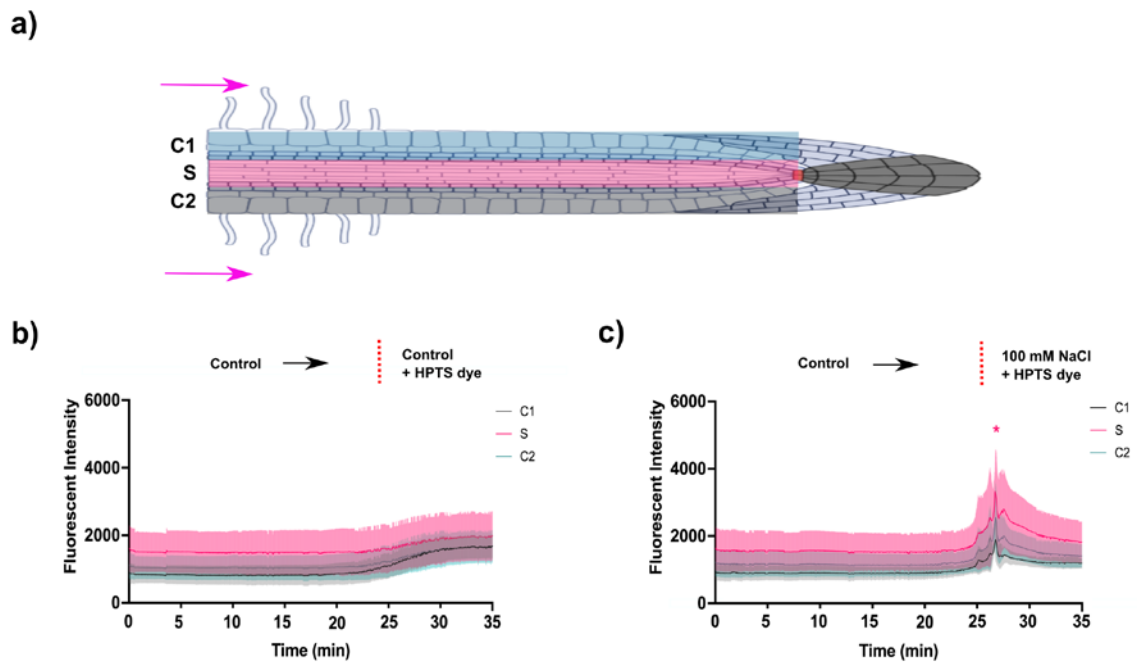 a)
C1
S
C2
b)
Control
Control
+ HPTS dye
6000
4000
2000
0
Fluorescent Intensity
C1
S
C2
0 5 10 15 20 25 30 35
Time (min)
c)
Control
100 mM NaCl
+ HPTS dye
6000
4000
2000
0
Fluorescent Intensity
*
C1
S
C2
0 5 10 15 20 25 30 35
Time (min)